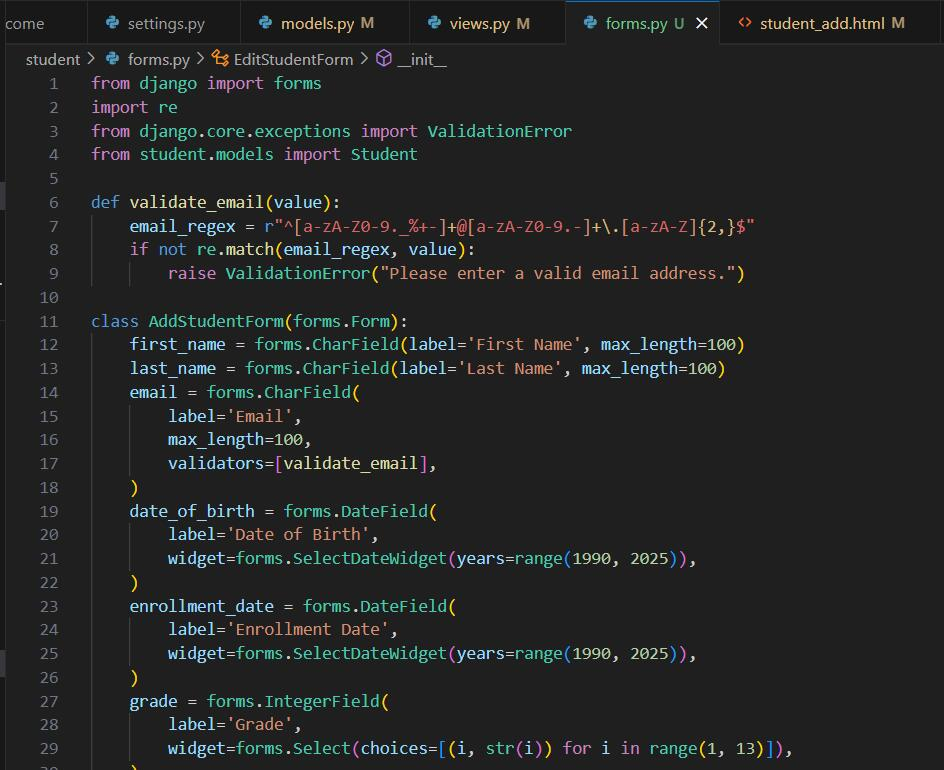 come settings.py models.py M views.py M forms.py U student_add.html M
student > forms.py > EditStudentForm > __init__
1 from django import forms
2 import re
3 from django.core.exceptions import ValidationError
4 from student.models import Student
5
6 def validate_email(value):
7     email_regex = r"^[a-zA-Z0-9._%+-]+@[a-zA-Z0-9.-]+\.[a-zA-Z]{2,}$"
8     if not re.match(email_regex, value):
9         raise ValidationError("Please enter a valid email address.")
10
11 class AddStudentForm(forms.Form):
12     first_name = forms.CharField(label='First Name', max_length=100)
13     last_name = forms.CharField(label='Last Name', max_length=100)
14     email = forms.CharField(
15         label='Email',
16         max_length=100,
17         validators=[validate_email],
18     )
19     date_of_birth = forms.DateField(
20         label='Date of Birth',
21         widget=forms.SelectDateWidget(years=range(1990, 2025)),
22     )
23     enrollment_date = forms.DateField(
24         label='Enrollment Date',
25         widget=forms.SelectDateWidget(years=range(1990, 2025)),
26     )
27     grade = forms.IntegerField(
28         label='Grade',
29         widget=forms.Select(choices=[(i, str(i)) for i in range(1, 13)]),